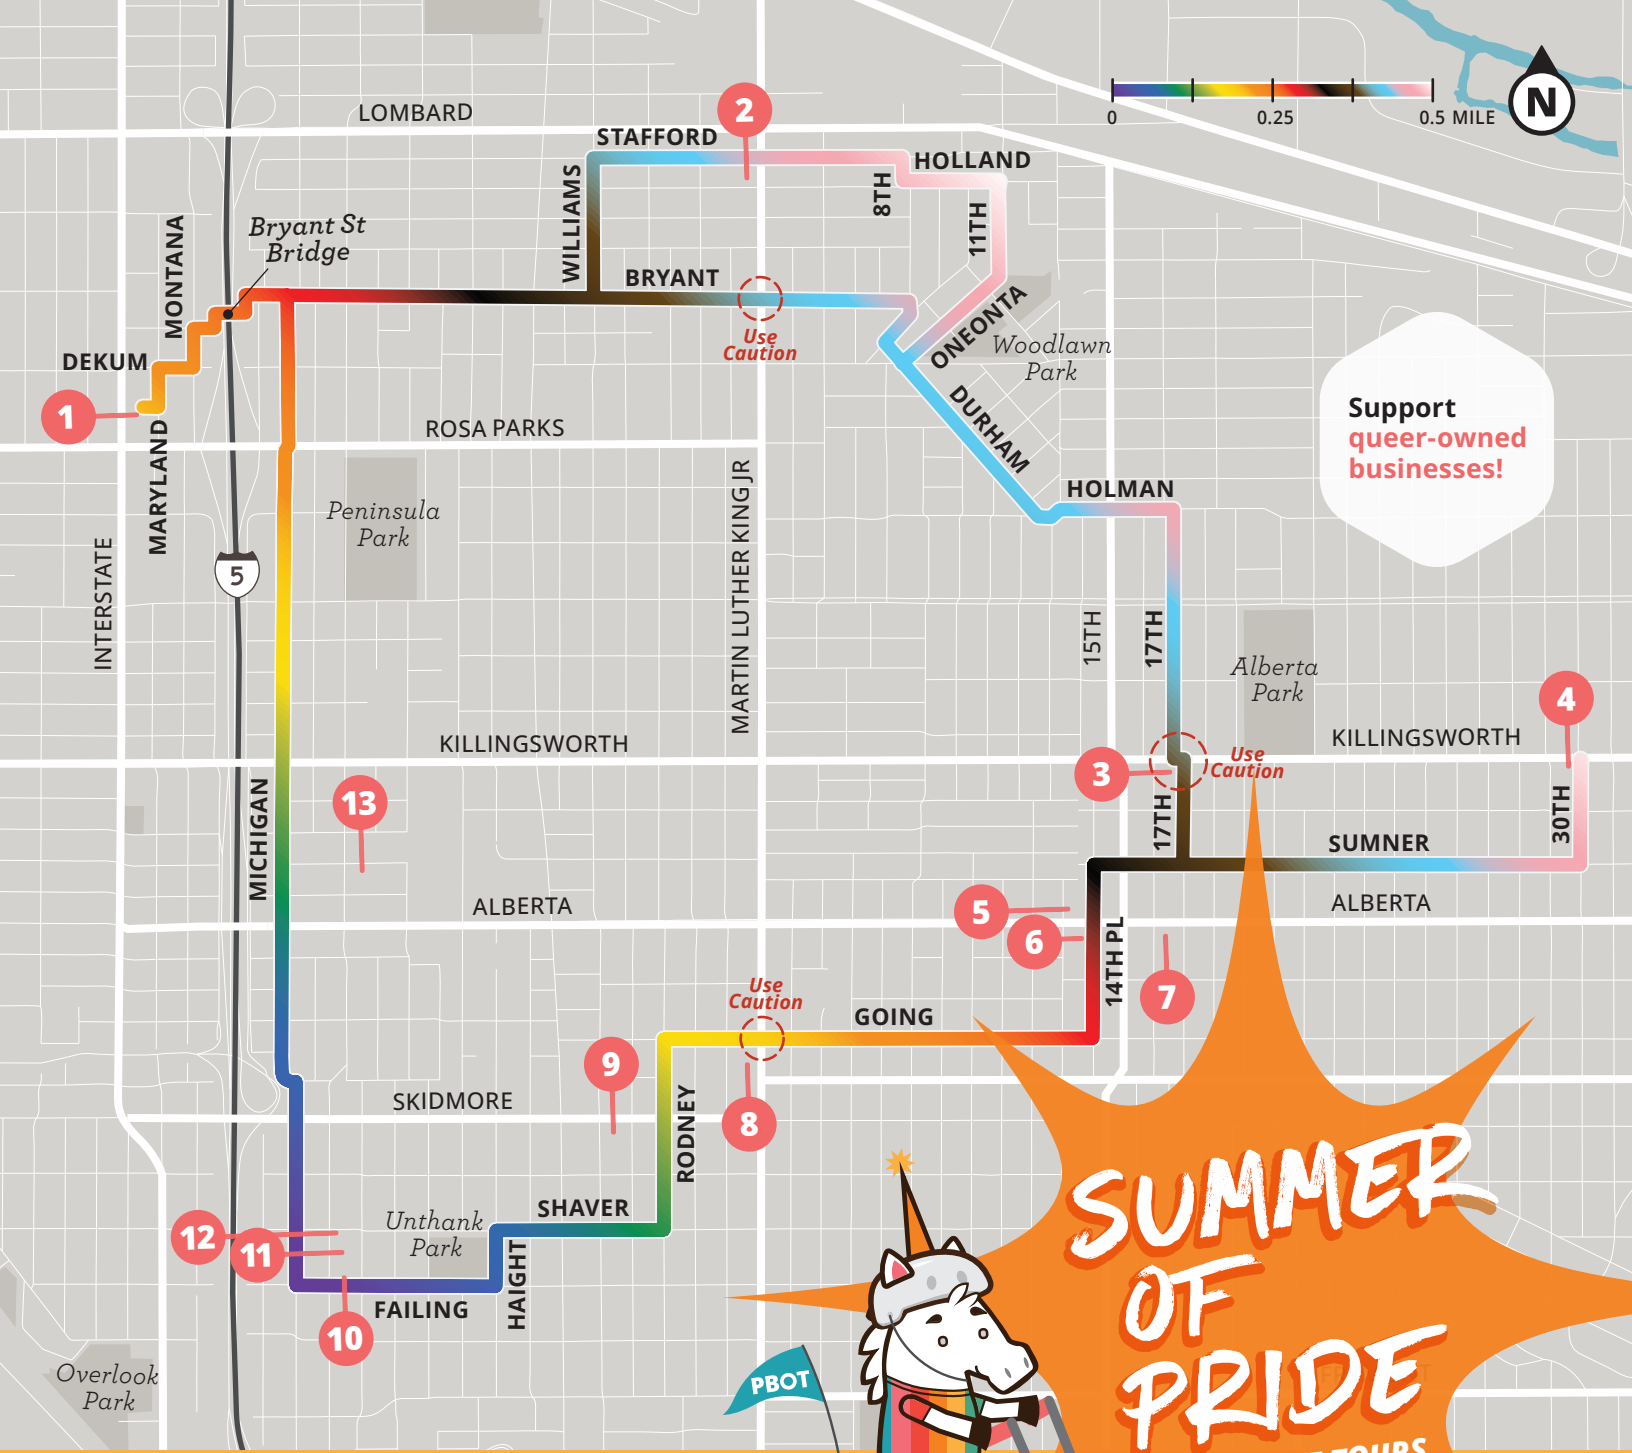 LOMBARD
2
STAFFORD
HOLLAND
8TH
11TH
WILLIAMS
0
0.25
0.5 MILE
N
MONTANA
Bryant St
Bridge
BRYANT
Use
Caution
ONEONTA
Woodlawn
Park
DEKUM
1
MARYLAND
ROSA PARKS
DURHAM
HOLMAN
Support
queer-owned
businesses!
Peninsula
Park
INTERSTATE
5
MARTIN LUTHER KING JR
15TH
17TH
Alberta
Park
4
KILLINGSWORTH
KILLINGSWORTH
3
Use
Caution
17TH
30TH
SUMNER
MICHIGAN
13
ALBERTA
5
6
14TH PL
7
ALBERTA
Use
Caution
GOING
9
8
SKIDMORE
RODNEY
SHAVER
Unthank
Park
12
11
HAIGHT
FAILING
10
Overlook
Park
PBOT
SUMMER
OF
PRIDE
TOURS